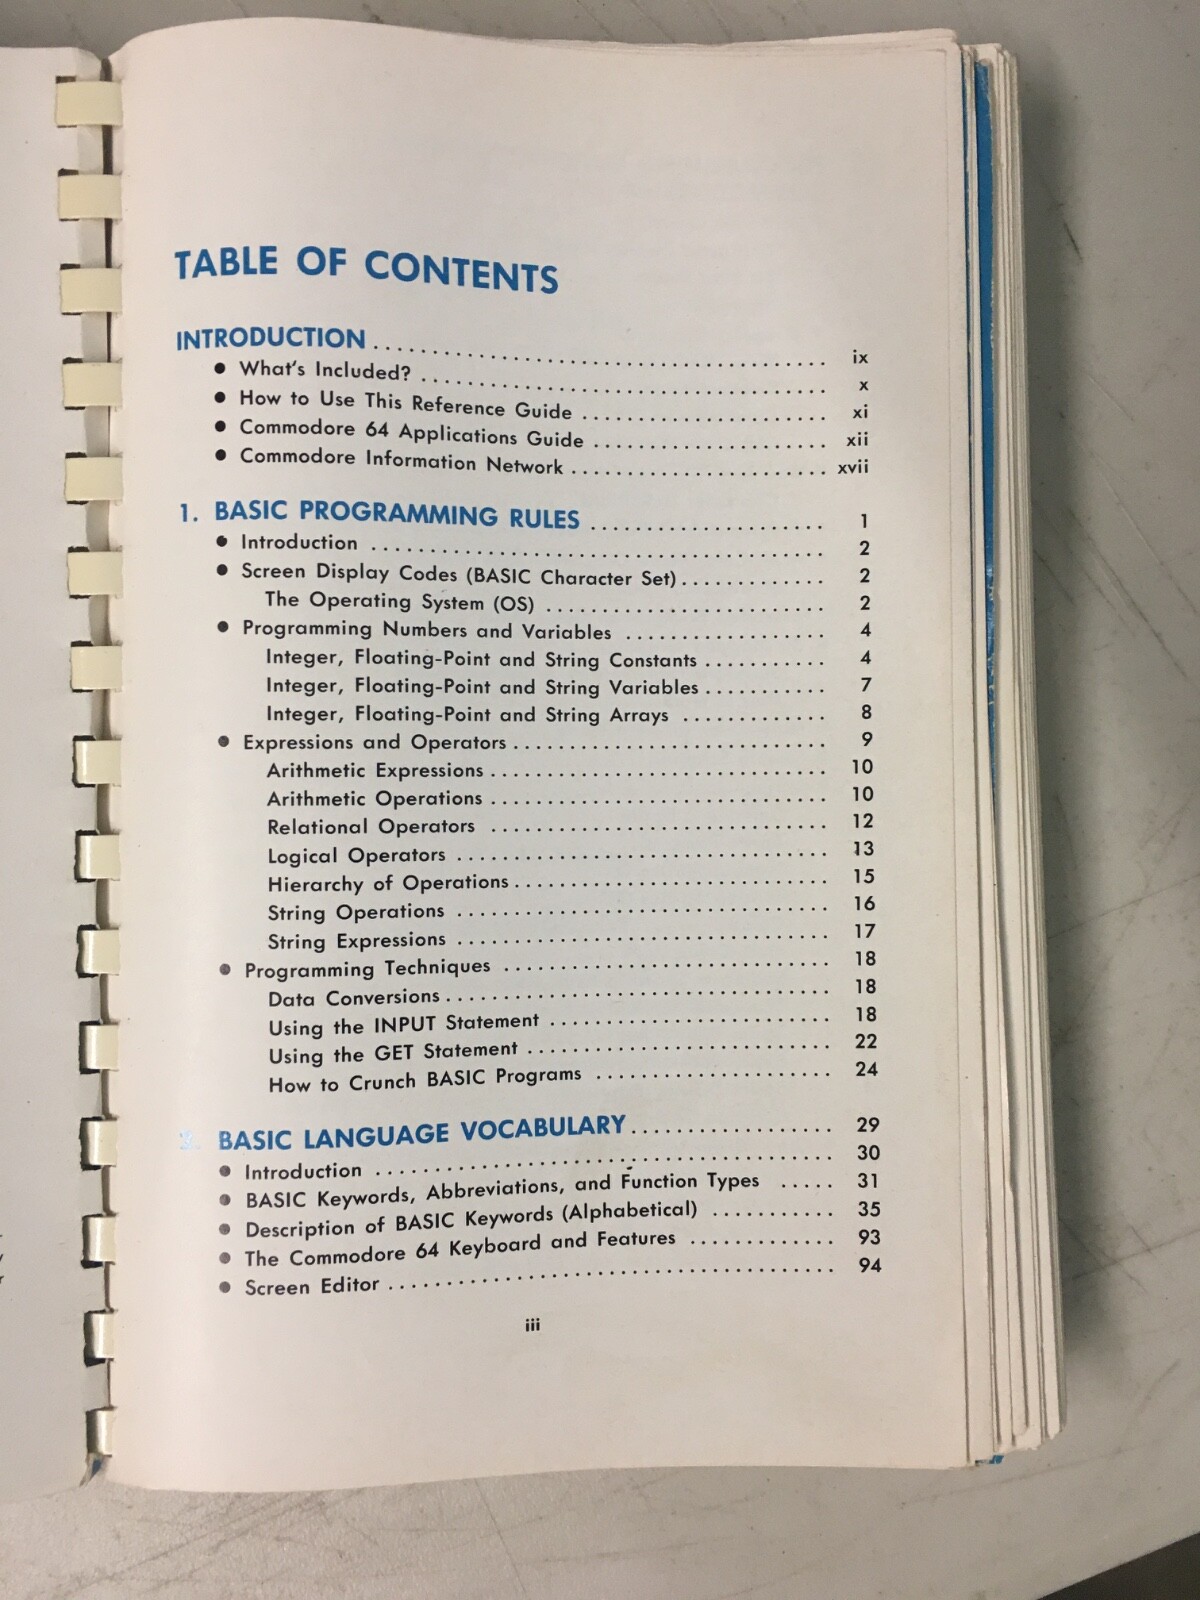 TABLE OF CONTENTS
INTRODUCTION .................................. ix
● What's Included? .............................. x
● How to Use This Reference Guide .................. xi
● Commodore 64 Applications Guide ................. xii
● Commodore Information Network .................. xvii
1. BASIC PROGRAMMING RULES ..................... 1
● Introduction ................................... 2
● Screen Display Codes (BASIC Character Set) ............. 2
The Operating System (OS) ....................... 2
● Programming Numbers and Variables ................. 4
Integer, Floating-Point and String Constants ........... 4
Integer, Floating-Point and String Variables ........... 7
Integer, Floating-Point and String Arrays ............. 8
● Expressions and Operators ......................... 9
Arithmetic Expressions ........................... 10
Arithmetic Operations ........................... 10
Relational Operators ........................... 12
Logical Operators ............................. 13
Hierarchy of Operations ......................... 15
String Operations ............................. 16
String Expressions ............................. 17
● Programming Techniques ......................... 18
Data Conversions ............................. 18
Using the INPUT Statement ....................... 18
Using the GET Statement ......................... 22
How to Crunch BASIC Programs ................... 24
2. BASIC LANGUAGE VOCABULARY .................. 29
● Introduction ................................... 30
● BASIC Keywords, Abbreviations, and Function Types ..... 31
● Description of BASIC Keywords (Alphabetical) ........... 35
● The Commodore 64 Keyboard and Features ............. 93
● Screen Editor ................................... 94
iii